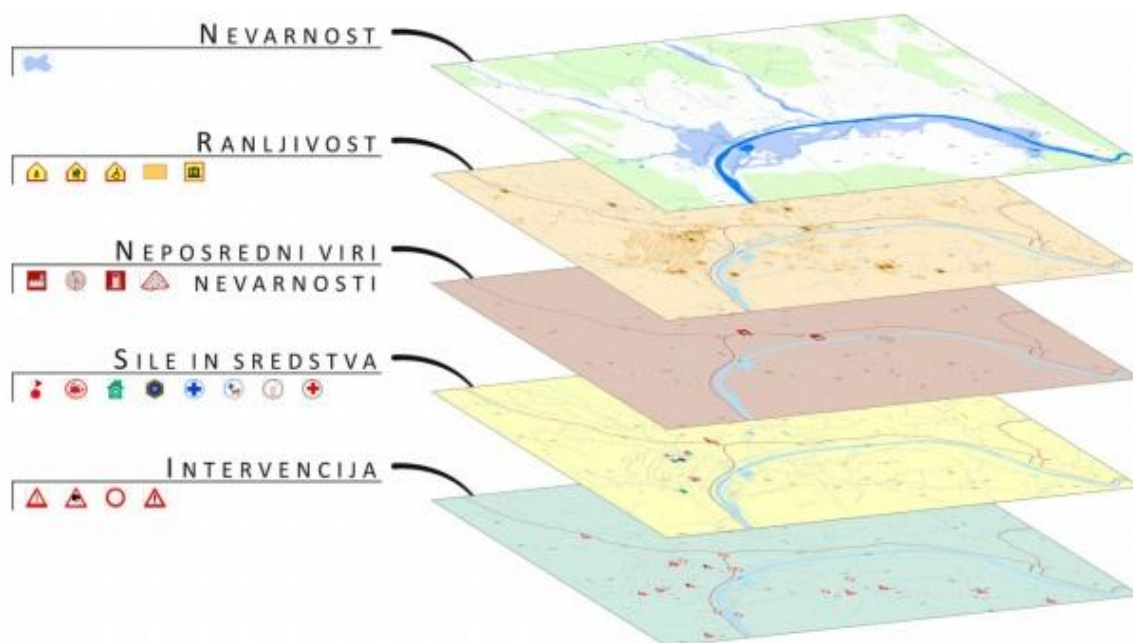 NEVARNOST
RANLJIVOST
NEPOSREDNI VIRI
NEVARNOSTI
SILE IN SREDSTVA
INTERVENCIJA